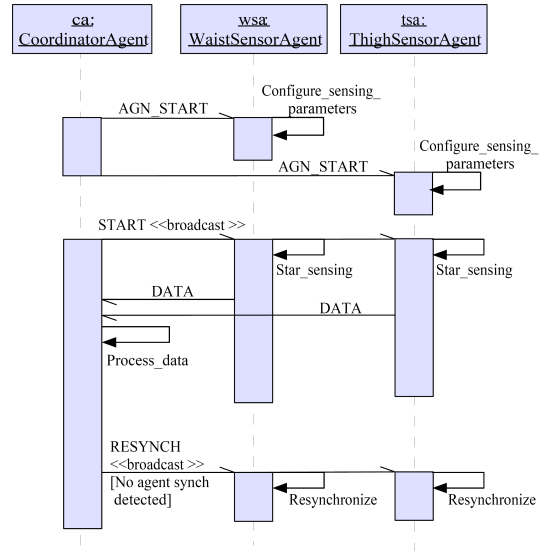 ca:
CoordinatorAgent
wsa:
WaistSensorAgent
tsa:
ThighSensorAgent
AGN_START
Configure_sensing_
parameters
AGN_START
Configure_sensing_
parameters
START <<broadcast >>
Star_sensing
Star_sensing
DATA
DATA
Process_data
RESYNCH
<<broadcast >>
[No agent synch
detected]
Resynchronize
Resynchronize